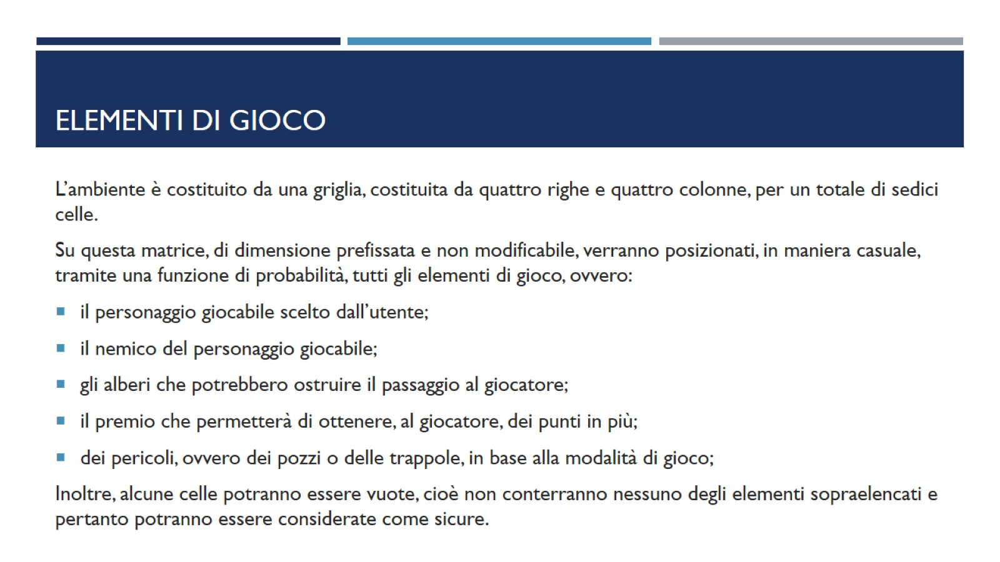 ELEMENTI DI GIOCO
L’ambiente è costituito da una griglia, costituita da quattro righe e quattro colonne, per un totale di sedici
celle.
Su questa matrice, di dimensione prefissata e non modificabile, verranno posizionati, in maniera casuale,
tramite una funzione di probabilità, tutti gli elementi di gioco, ovvero:
il personaggio giocabile scelto dall’utente;
il nemico del personaggio giocabile;
gli alberi che potrebbero ostruire il passaggio al giocatore;
il premio che permetterà di ottenere, al giocatore, dei punti in più;
dei pericoli, ovvero dei pozzi o delle trappole, in base alla modalità di gioco;
Inoltre, alcune celle potranno essere vuote, cioè non conterranno nessuno degli elementi sopraelencati e
pertanto potranno essere considerate come sicure.